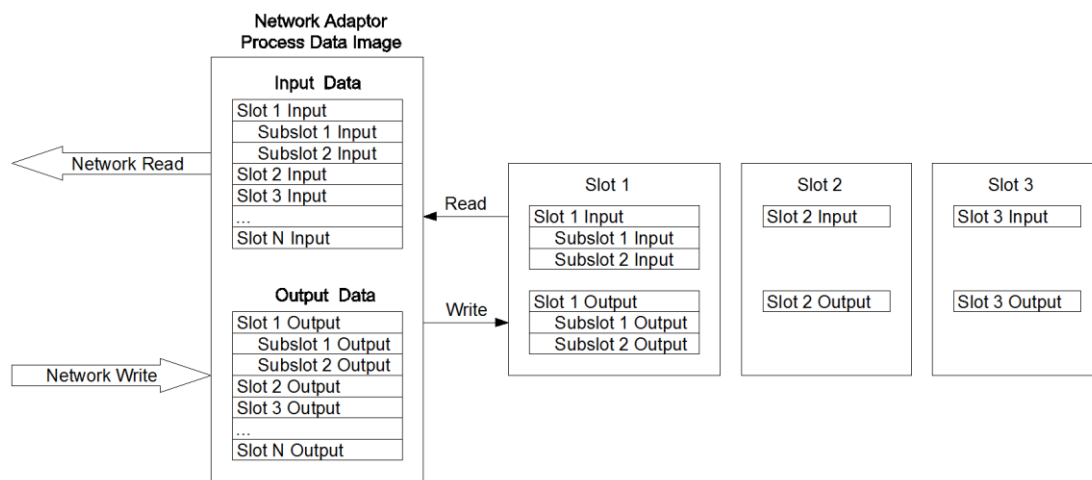 Network Adaptor
Process Data Image
Input Data
Slot 1 Input
Subslot 1 Input
Subslot 2 Input
Slot 2 Input
Slot 3 Input
...
Slot N Input
Network Read
Output Data
Slot 1 Output
Subslot 1 Output
Subslot 2 Output
Slot 2 Output
Slot 3 Output
...
Slot N Output
Network Write
Read
Write
Slot 1
Slot 1 Input
Subslot 1 Input
Subslot 2 Input
Slot 1 Output
Subslot 1 Output
Subslot 2 Output
Slot 2
Slot 2 Input
Slot 2 Output
Slot 3
Slot 3 Input
Slot 3 Output